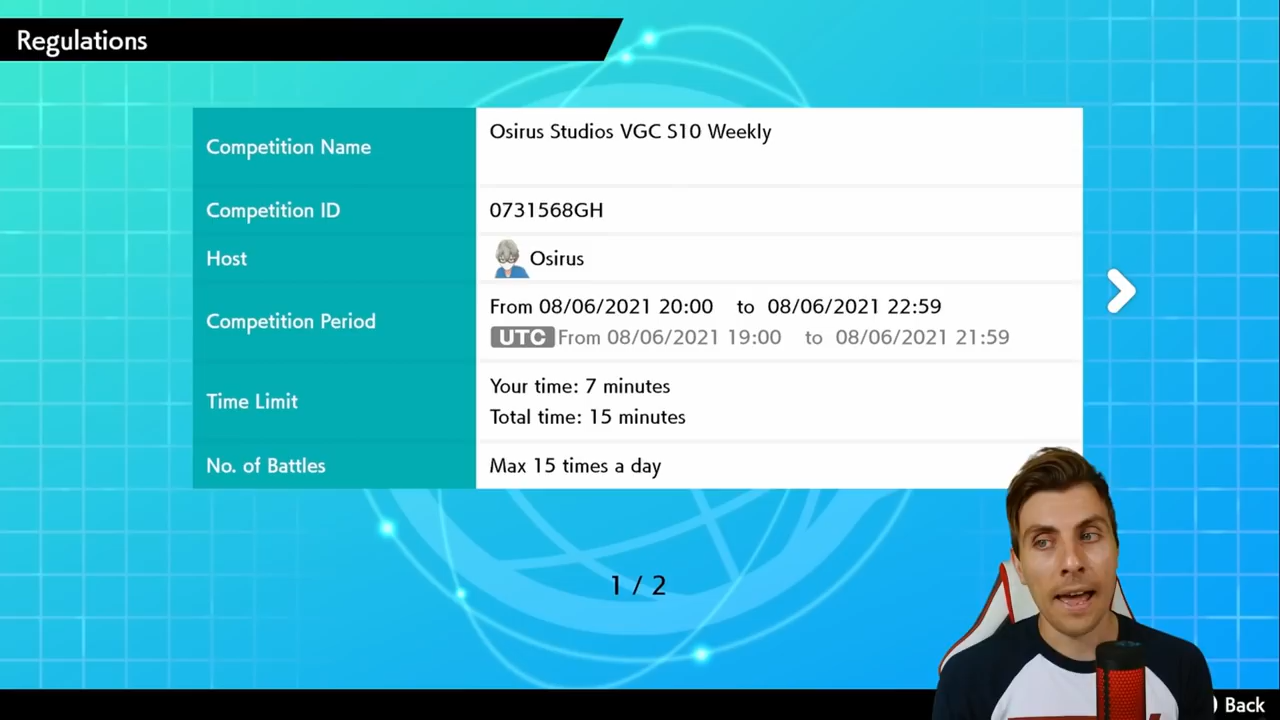 Regulations
Competition Name
Osirus Studios VGC S10 Weekly
Competition ID
0731568GH
Host
Osirus
Competition Period
From 08/06/2021 20:00 to 08/06/2021 22:59
UTC From 08/06/2021 19:00 to 08/06/2021 21:59
Time Limit
Your time: 7 minutes
Total time: 15 minutes
No. of Battles
Max 15 times a day
1 / 2
Back